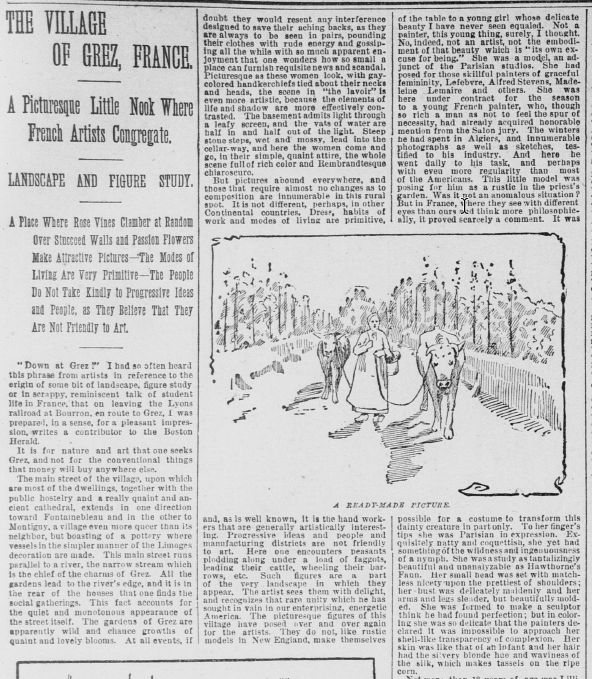 THE VILLAGE
OF GREZ, FRANCE.
A Picturesque Little Nook Where
French Artists Congregate.
LANDSCAPE AND FIGURE STUDY.
A Place Where Rose Vines Clamber at Random
Over Stuccoed Walls and Passion Flowers
Make Attractive Pictures—The Modes of
Living Are Very Primitive—The People
Do Not Take Kindly to Progressive Ideas
and People, as They Believe That They
Are Not Friendly to Art.
"Down at Grez!" I had so often heard
this phrase from artists in reference to the
origin of some bit of landscape, figure study
or in scrappy, reminiscent talk of student
life in France, that on leaving the Lyons
railroad at Bourron, en route to Grez, I was
prepared, in a sense, for a pleasant impres-
sion, writes a contributor to the Boston
Herald.
It is for nature and art that one seeks
Grez, and not for the conventional things
that money will buy anywhere else.
The main street of the village, upon which
are most of the dwellings, together with the
public hostelry and a really quaint and an-
cient cathedral, extends in one direction
toward Fontainebleau and in the other to
Montigny, a village even more queer than its
neighbor, but boasting of a pottery where
vessels in the simpler manner of the Limoges
decoration are made. This main street runs
parallel to a river, the narrow stream which
is the chief of the charms of Grez. All the
gardens lead to the river's edge, and it is in
the rear of the houses that one finds the
social gatherings. This fact accounts for
the quiet and monotonous appearance of
the street itself. The gardens of Grez are
apparently wild and chance growths of
quaint and lovely blooms. At all events, if
doubt they would resent any interference
designed to save their aching backs, as they
are always to be seen in pairs, pounding
their clothes with rude energy and gossip-
ing all the while with so much apparent en-
joyment that one wonders how so small a
place can furnish requisite news and scandal.
Picturesque as these women look, with gay-
colored handkerchiefs tied about their necks
and heads, the scene in "the lavoir" is
even more artistic, because the elements of
life and shadow are more effectively con-
trasted. The basement admits light through
a leafy screen, and the vats of water are
half in and half out of the light. Steep
stone steps, wet and mossy, lead into the
cellar-way, and here the women come and
go, in their simple, quaint attire, the whole
scene full of rich color and Rembrandtesque
chiaroscuro.
But pictures abound everywhere, and
those that require almost no changes as to
composition are innumerable in this rural
spot. It is not different, perhaps, in other
Continental countries. Dress, habits of
work and modes of living are primitive,
of the table to a young girl whose delicate
beauty I have never seen equaled. Not a
painter, this young thing, surely, I thought.
No, indeed, not an artist, not the embodi-
ment of that beauty which is "its own ex-
cuse for being." She was a model, an ad-
junct of the Parisian studios. She had
posed for those skillful painters of graceful
femininity, Lefebvre, Alfred Stevens, Made-
leine Lemaire and others. She was
here under contract for the season
to a young French painter, who, though
so rich a man as not to feel the spur of
necessity, had already acquired honorable
mention from the Salon jury. The winters
he had spent in Algiers, and innumerable
photographs as well as sketches, tes-
tified to his industry. And here he
went daily to his task, and perhaps
with even more regularity than most
of the Americans. This little model was
posing for him as a rustic in the priest's
garden. Was it not an anomalous situation?
But in France, where they see with different
eyes than ours and think more philosophic-
ally, it proved scarcely a comment. It was
A READY-MADE PICTURE.
and, as is well known, it is the hand work-
ers that are generally artistically interest-
ing. Progressive ideas and people and
manufacturing districts are not friendly
to art. Here one encounters peasants
plodding along under a load of faggots,
leading their cattle, wheeling their bar-
rows, etc. Such figures are a part
of the very landscape in which they
appear. The artist sees them with delight,
and recognizes that rare unity which he has
sought in vain in our enterprising, energetic
America. The picturesque figures of this
village have posed over and over again
for the artists. They do not, like rustic
models in New England, make themselves
possible for a costume to transform this
dainty creature in part only. To her finger's
tips she was Parisian in expression. Ex-
quisitely natty and coquettish, she yet had
something of the wildness and ingenuousness
of a nymph. She was a study as tantalizingly
beautiful and unanalyzable as Hawthorne's
Faun. Her small head was set with match-
less nicety upon the prettiest of shoulders;
her bust was delicately maidenly and her
arms and legs slender, but beautifully mold-
ed. She was formed to make a sculptor
think he had found perfection; but in color-
ing she was so delicate that the painters de-
clared it was impossible to approach her
shell-like transparency of complexion. Her
skin was like that of an infant and her hair
had the silvery blonde hue and waviness of
the silk, which makes tassels on the ripe
corn.